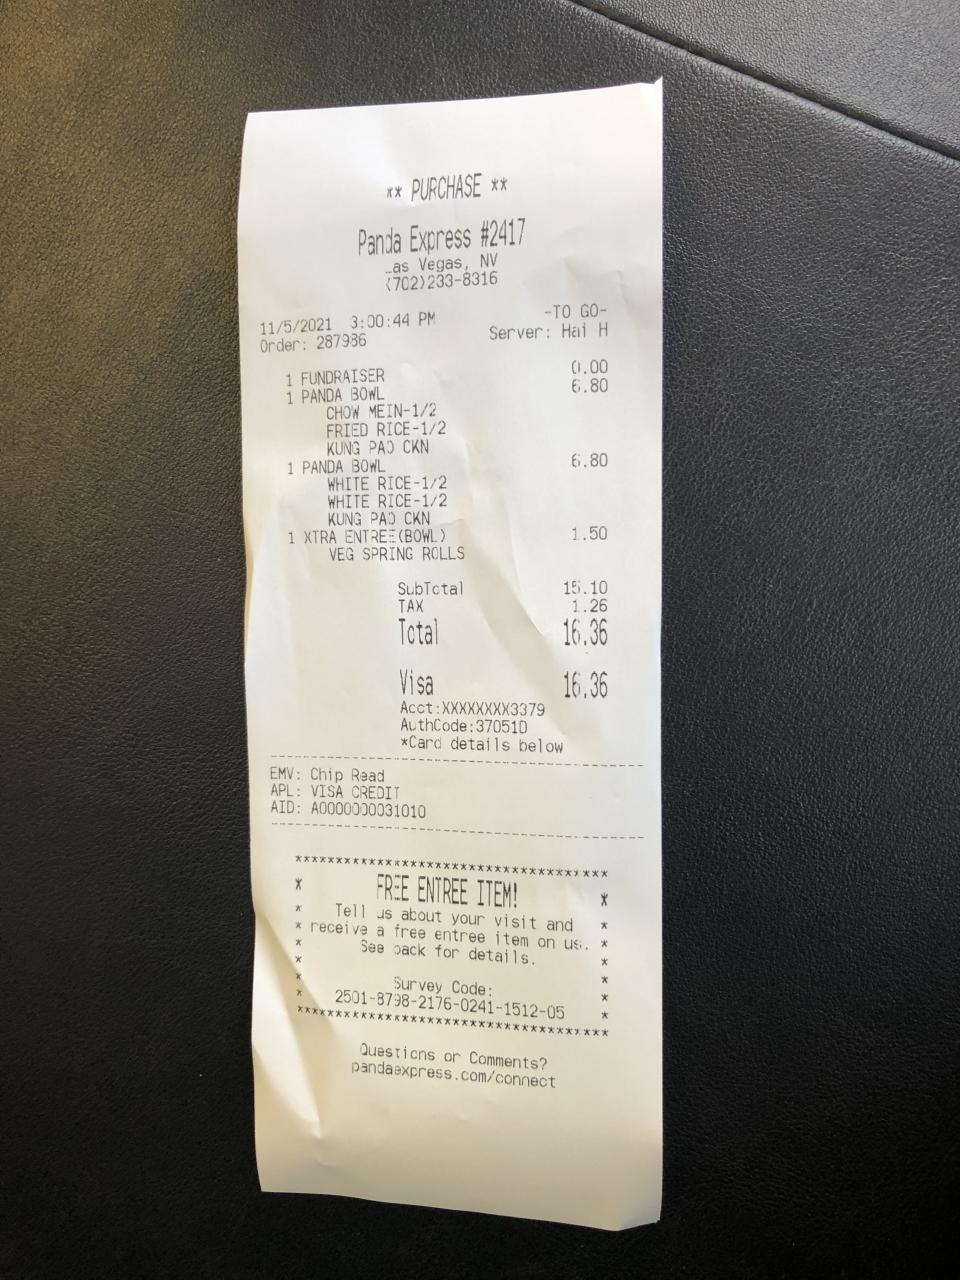 ** PURCHASE **
Panda Express #2417
Las Vegas, NV
(702)233-8316
-TO GO-
11/5/2021 3:00:44 PM
Server: Hai H
Order: 287986
1 FUNDRAISER 0.00
1 PANDA BOWL 6.80
CHOW MEIN-1/2
FRIED RICE-1/2
KUNG PAO CKN
1 PANDA BOWL 6.80
WHITE RICE-1/2
WHITE RICE-1/2
KUNG PAO CKN
1 XTRA ENTREE(BOWL) 1.50
VEG SPRING ROLLS
SubTotal 15.10
TAX 1.26
Total 16.36
Visa 16.36
Acct:XXXXXXXX3379
AuthCode:37051D
*Card details below
EMV: Chip Read
APL: VISA CREDIT
AID: A0000000031010
FREE ENTREE ITEM!
Tell us about your visit and
receive a free entree item on us.
See back for details.
Survey Code:
2501-8798-2176-0241-1512-05
Questions or Comments?
pandaexpress.com/connect